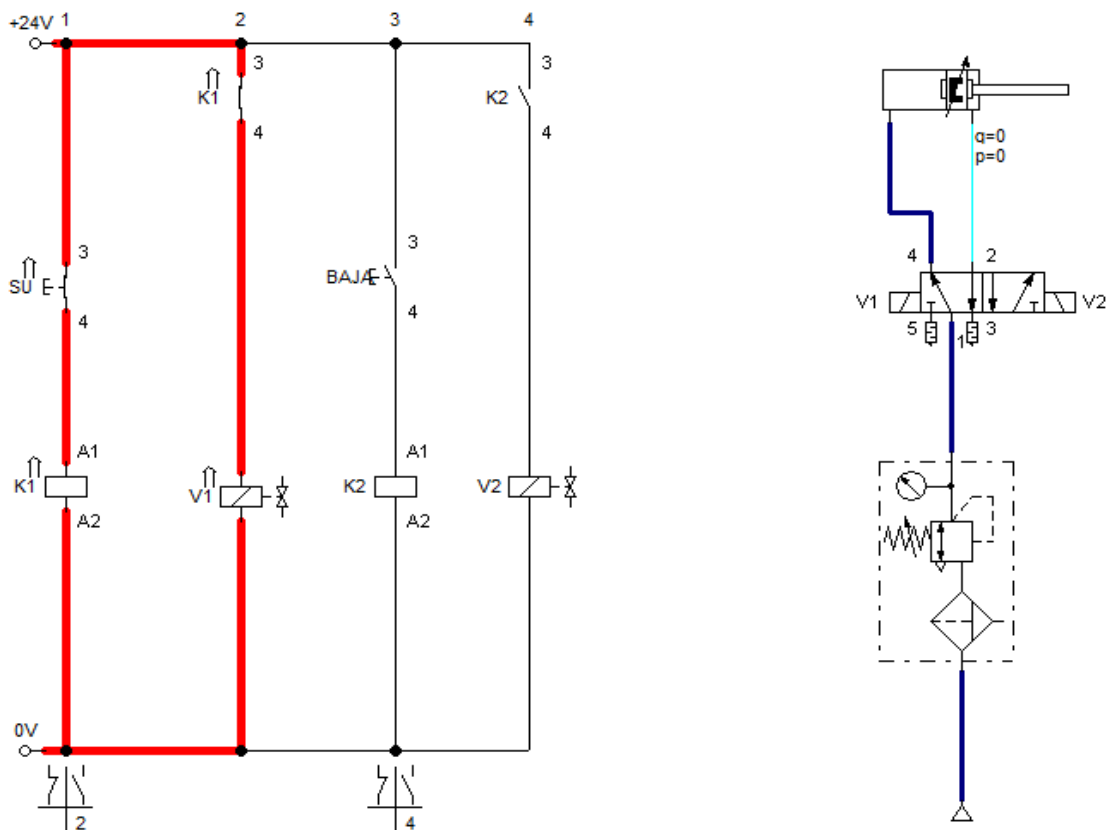 +24V 1 2 3 4
3 3
K1 K2
4 4
q=0
p=0
3 3 4 2
SU BAJA
V1 V2
4 4 5 1 3
A1 A1
K1 V1 K2 V2
A2 A2
0V
2 4